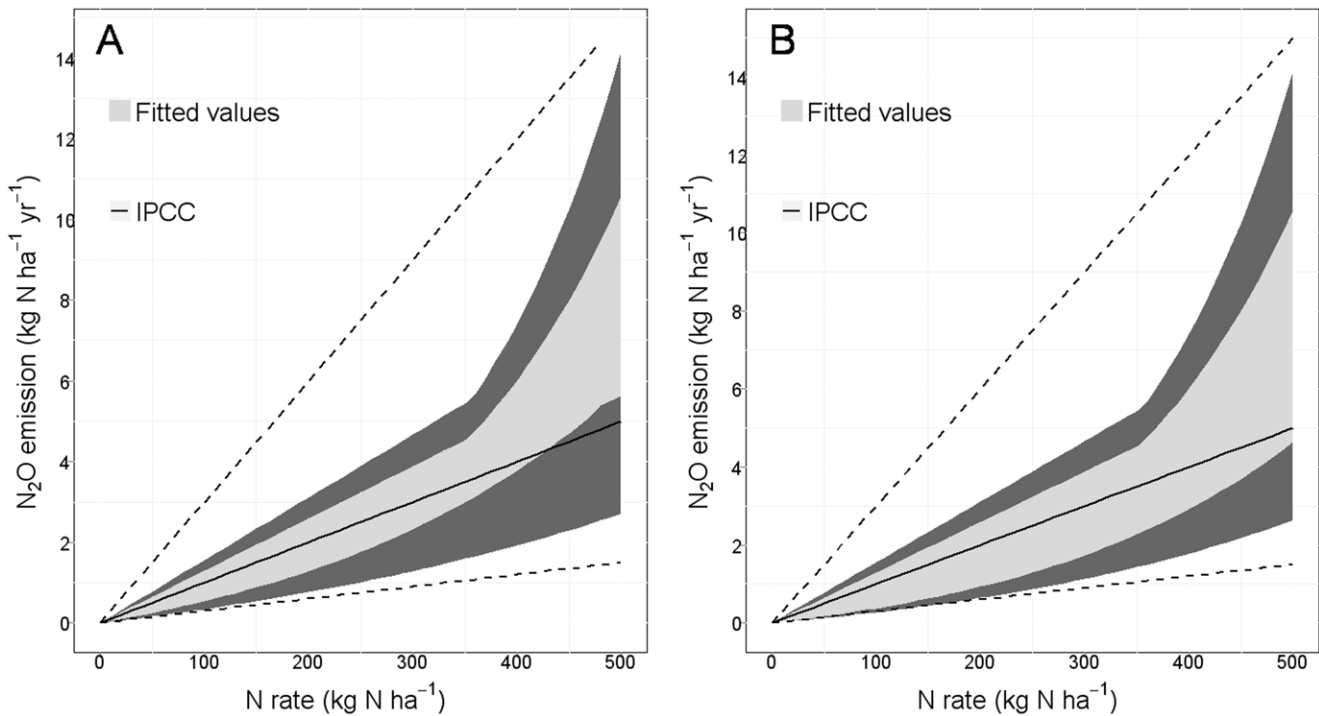 A
Fitted values
IPCC
N₂O emission (kg N ha⁻¹ yr⁻¹)
14
12
10
8
6
4
2
0
0 100 200 300 400 500
N rate (kg N ha⁻¹)
B
Fitted values
IPCC
N₂O emission (kg N ha⁻¹ yr⁻¹)
14
12
10
8
6
4
2
0
0 100 200 300 400 500
N rate (kg N ha⁻¹)